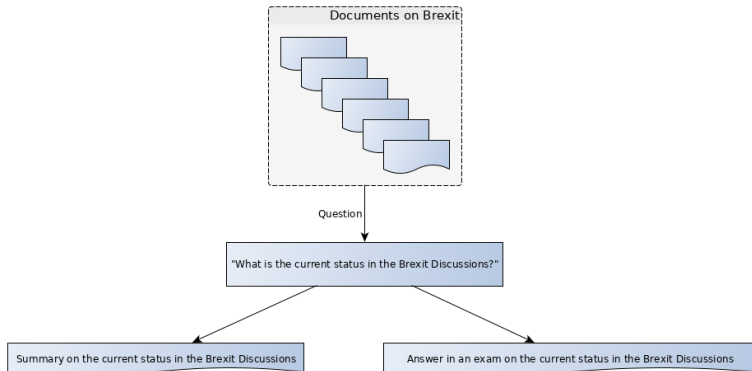 Documents on Brexit
Question
"What is the current status in the Brexit Discussions?"
Summary on the current status in the Brexit Discussions
Answer in an exam on the current status in the Brexit Discussions